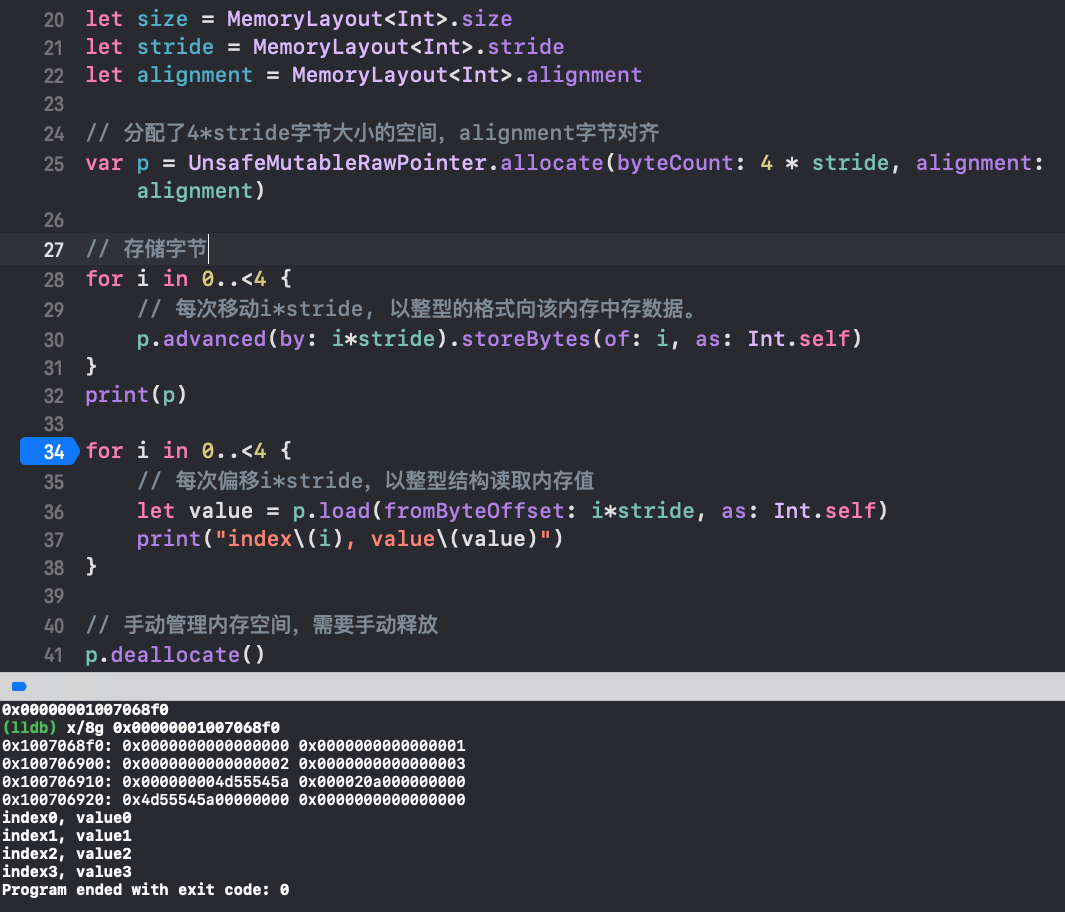 20 let size = MemoryLayout<Int>.size
21 let stride = MemoryLayout<Int>.stride
22 let alignment = MemoryLayout<Int>.alignment
23
24 // 分配了4*stride字节大小的空间，alignment字节对齐
25 var p = UnsafeMutableRawPointer.allocate(byteCount: 4 * stride, alignment:
alignment)
26
27 // 存储字节
28 for i in 0..<4 {
29 // 每次移动i*stride, 以整型的格式向该内存中存数据。
30 p.advanced(by: i*stride).storeBytes(of: i, as: Int.self)
31 }
32 print(p)
33
34 for i in 0..<4 {
35 // 每次偏移i*stride，以整型结构读取内存值
36 let value = p.load(fromByteOffset: i*stride, as: Int.self)
37 print("index\(i), value\(value)")
38 }
39
40 // 手动管理内存空间，需要手动释放
41 p.deallocate()
0x00000001007068f0
(lldb) x/8g 0x00000001007068f0
0x1007068f0: 0x0000000000000000 0x0000000000000001
0x100706900: 0x0000000000000002 0x0000000000000003
0x100706910: 0x000000004d55545a 0x000020a000000000
0x100706920: 0x4d55545a00000000 0x0000000000000000
index0, value0
index1, value1
index2, value2
index3, value3
Program ended with exit code: 0